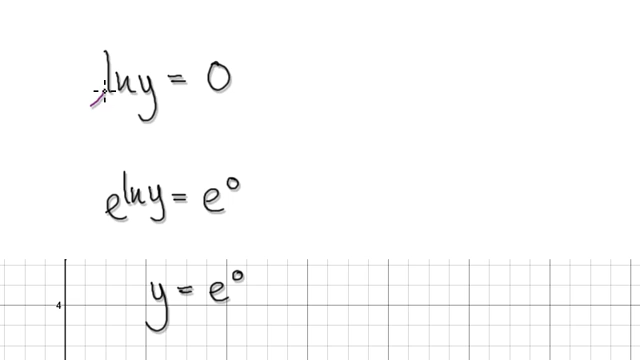 ln y = 0
e^{ln y} = e^0
y = e^0
4